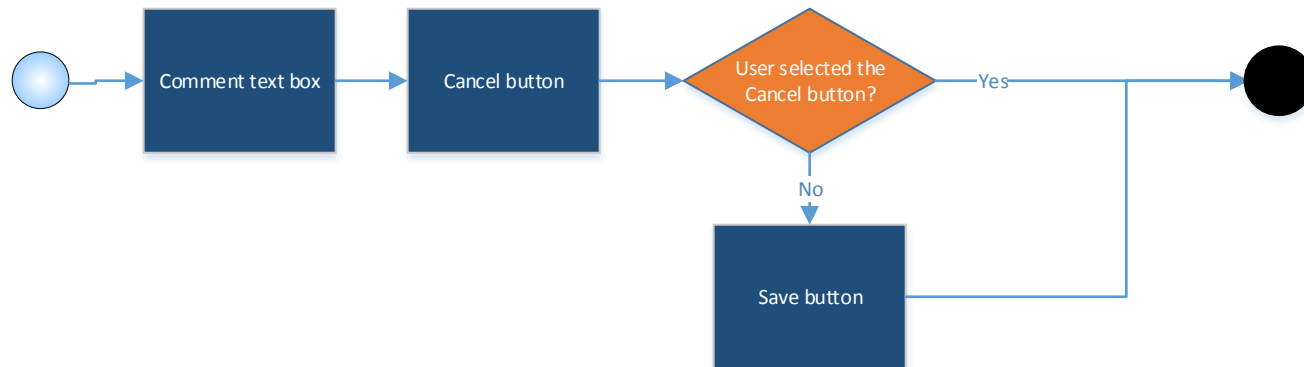 Comment text box
Cancel button
User selected the
Cancel button?
Yes
No
Save button